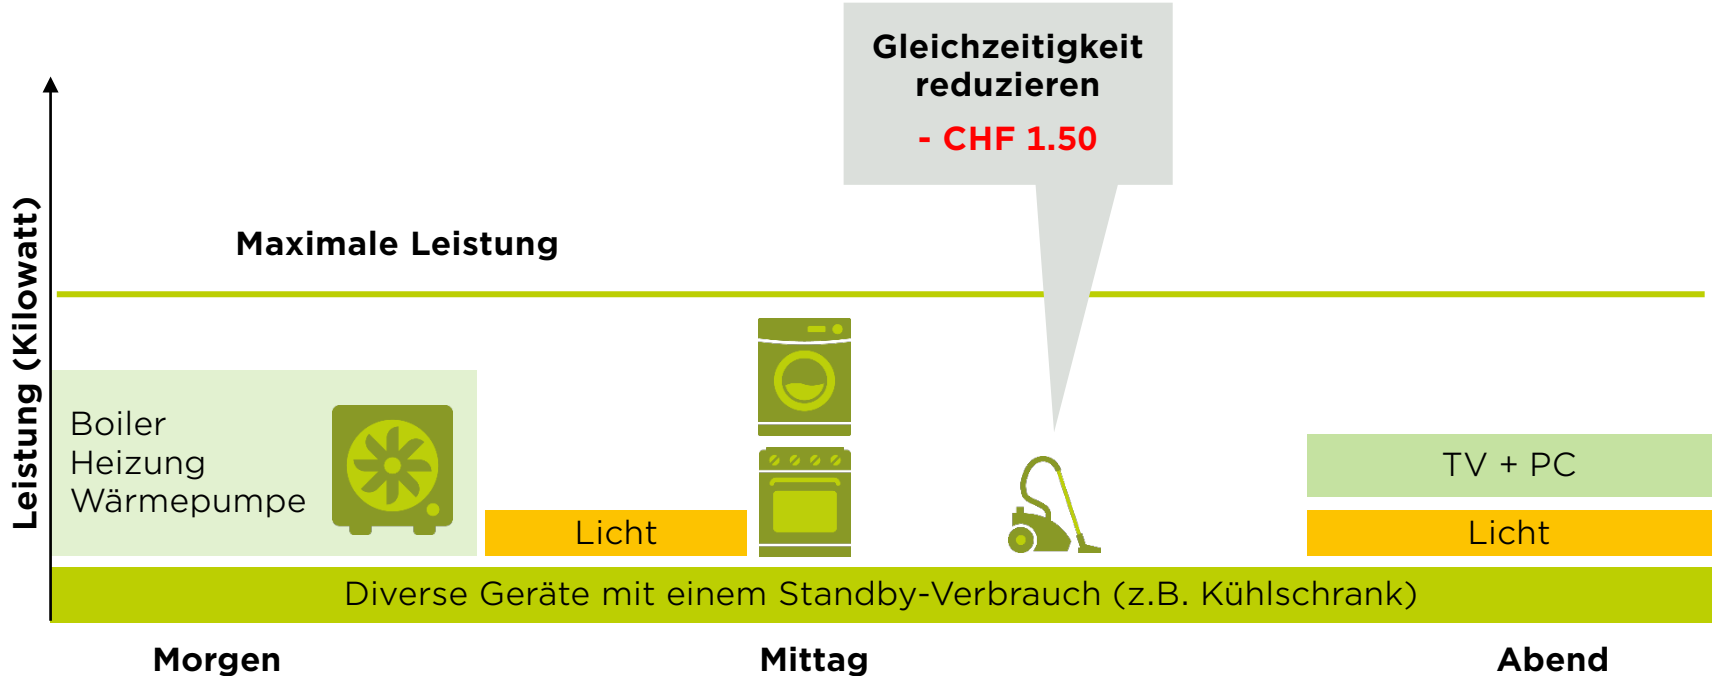 Gleichzeitigkeit
reduzieren
- CHF 1.50
Leistung (Kilowatt)
Maximale Leistung
Boiler
Heizung
Wärmepumpe
Licht
TV + PC
Licht
Diverse Geräte mit einem Standby-Verbrauch (z.B. Kühlschrank)
Morgen
Mittag
Abend